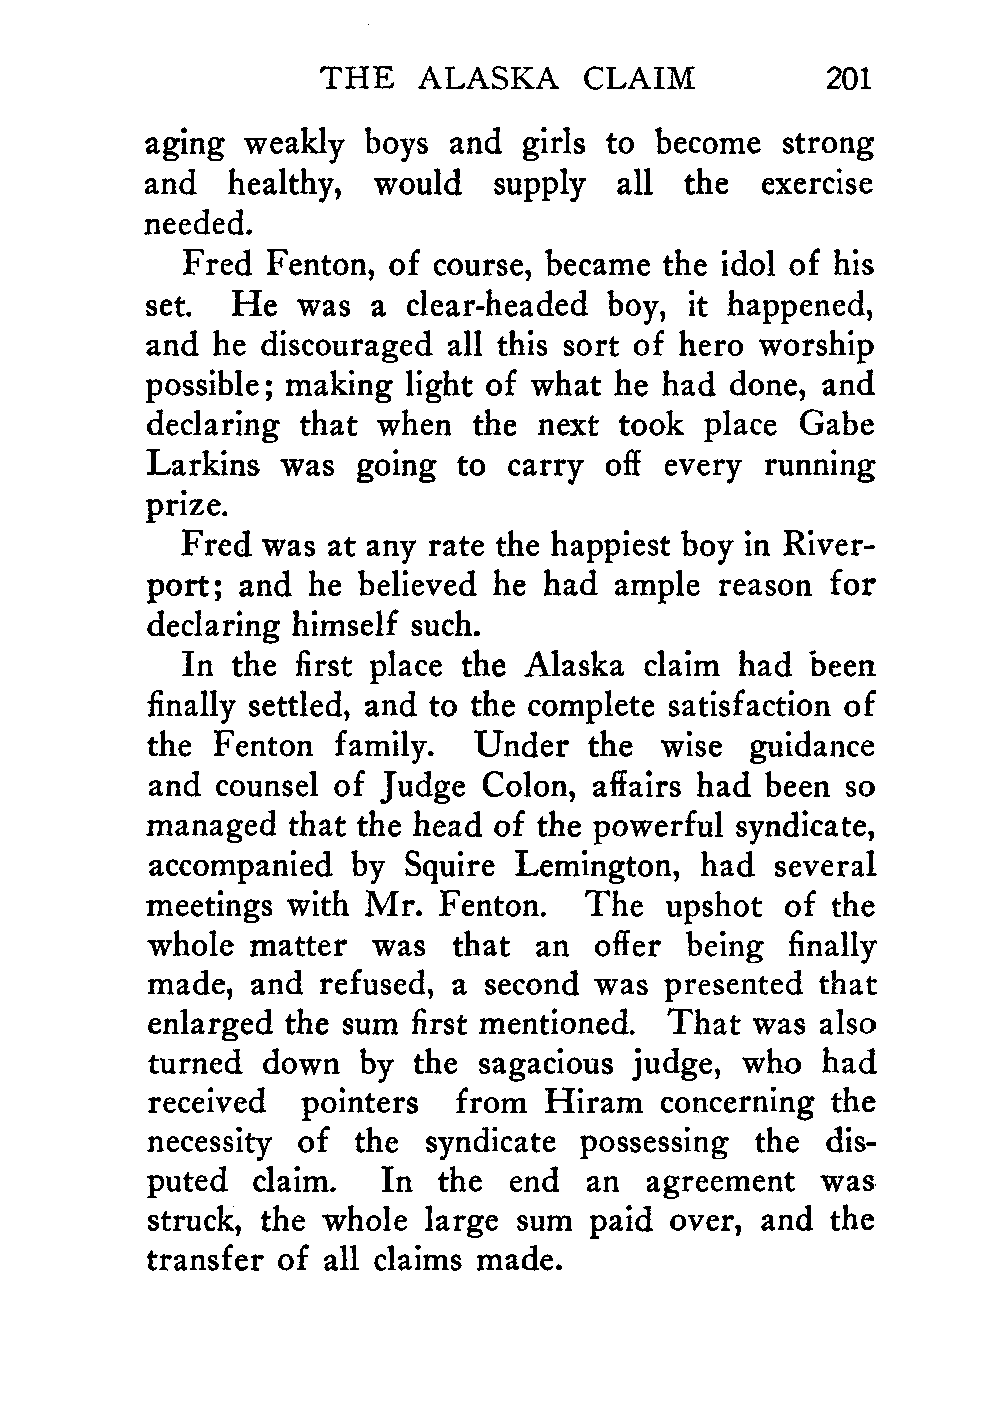 THE ALASKA CLAIM 201
aging weakly boys and girls to become strong
and healthy, would supply all the exercise
needed.
Fred Fenton, of course, became the idol of his
set. He was a clear-headed boy, it happened,
and he discouraged all this sort of hero worship
possible; making light of what he had done, and
declaring that when the next took place Gabe
Larkins was going to carry off every running
prize.
Fred was at any rate the happiest boy in River-
port; and he believed he had ample reason for
declaring himself such.
In the first place the Alaska claim had been
finally settled, and to the complete satisfaction of
the Fenton family. Under the wise guidance
and counsel of Judge Colon, affairs had been so
managed that the head of the powerful syndicate,
accompanied by Squire Lemington, had several
meetings with Mr. Fenton. The upshot of the
whole matter was that an offer being finally
made, and refused, a second was presented that
enlarged the sum first mentioned. That was also
turned down by the sagacious judge, who had
received pointers from Hiram concerning the
necessity of the syndicate possessing the dis-
puted claim. In the end an agreement was
struck, the whole large sum paid over, and the
transfer of all claims made.